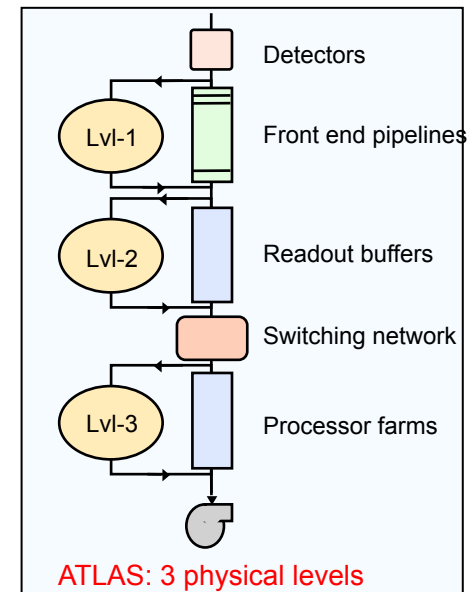 Detectors
Lvl-1
Front end pipelines
Lvl-2
Readout buffers
Switching network
Lvl-3
Processor farms
ATLAS: 3 physical levels